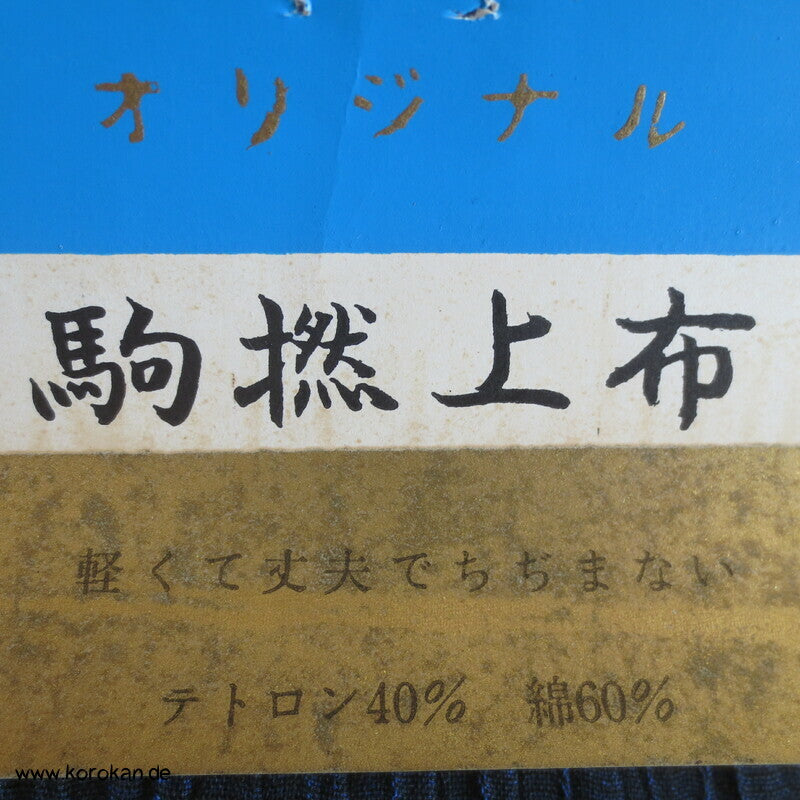 オリジナル
駒撚上布
軽くて丈夫でちぢまない
テトロン40% 綿60%
www.korokan.de